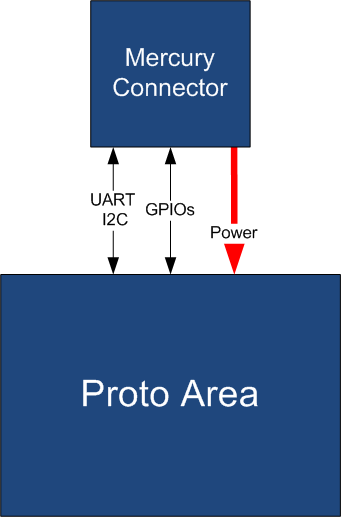 Mercury
Connector
UART
I2C
GPIOs
Power
Proto Area